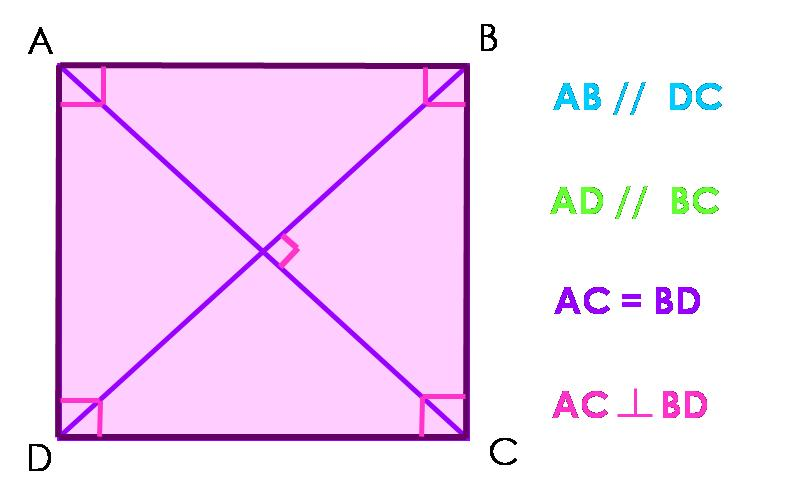 A
B
AB // DC
AD // BC
AC = BD
AC ⊥ BD
D
C